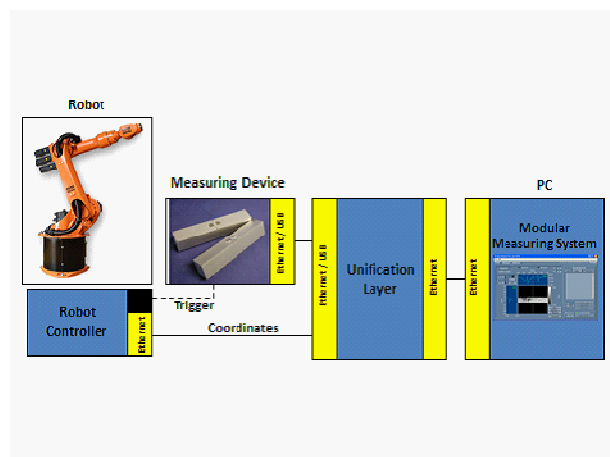 Robot
Measuring Device
PC
Ethernet / USB
Ethernet / USB
Unification
Layer
Ethernet
Ethernet
Modular
Measuring System
Robot
Controller
Ethernet
Trigger
Coordinates